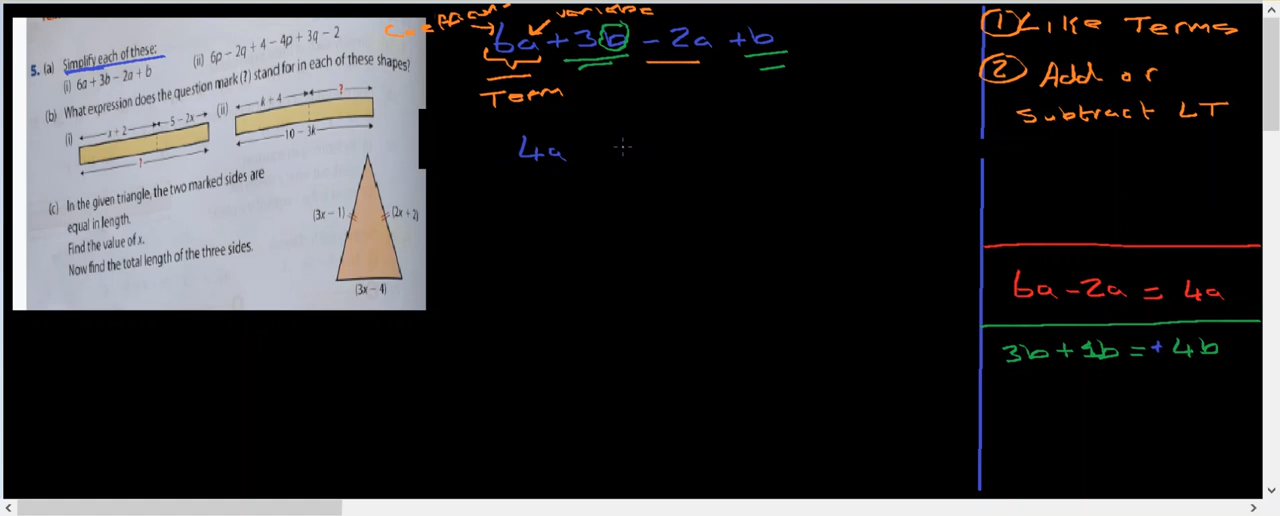 5. (a) Simplify each of these:
(i) 6a + 3b − 2a + b
(ii) 6p − 2q + 4 − 4p + 3q − 2
(b) What expression does the question mark (?) stand for in each of these shapes?
(i)
x + 2
5 − 2x
?
(ii)
k + 4
?
10 − 3k
(c) In the given triangle, the two marked sides are
equal in length.
Find the value of x.
Now find the total length of the three sides.
(3x − 1)
(2x + 2)
(3x − 4)
variable
6a + 3b − 2a + b
Term
4a
① Like Terms
② Add or
subtract LT
6a − 2a = 4a
3b + 1b = + 4b